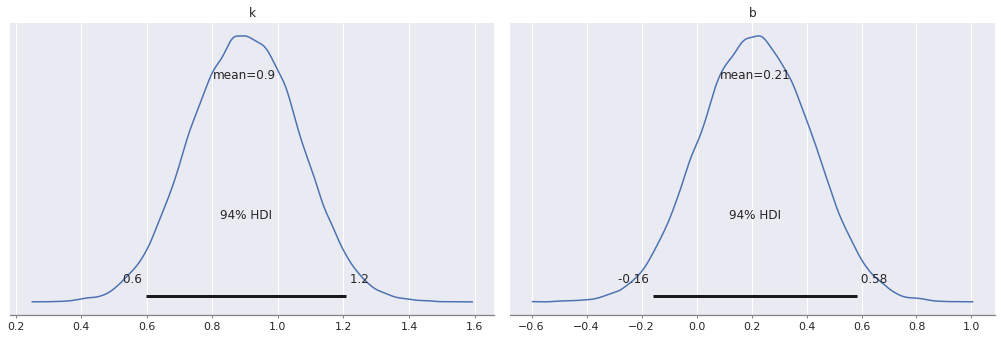 k
mean=0.9
94% HDI
0.6 1.2
0.2 0.4 0.6 0.8 1.0 1.2 1.4 1.6
b
mean=0.21
94% HDI
-0.16 0.58
−0.6 −0.4 −0.2 0.0 0.2 0.4 0.6 0.8 1.0